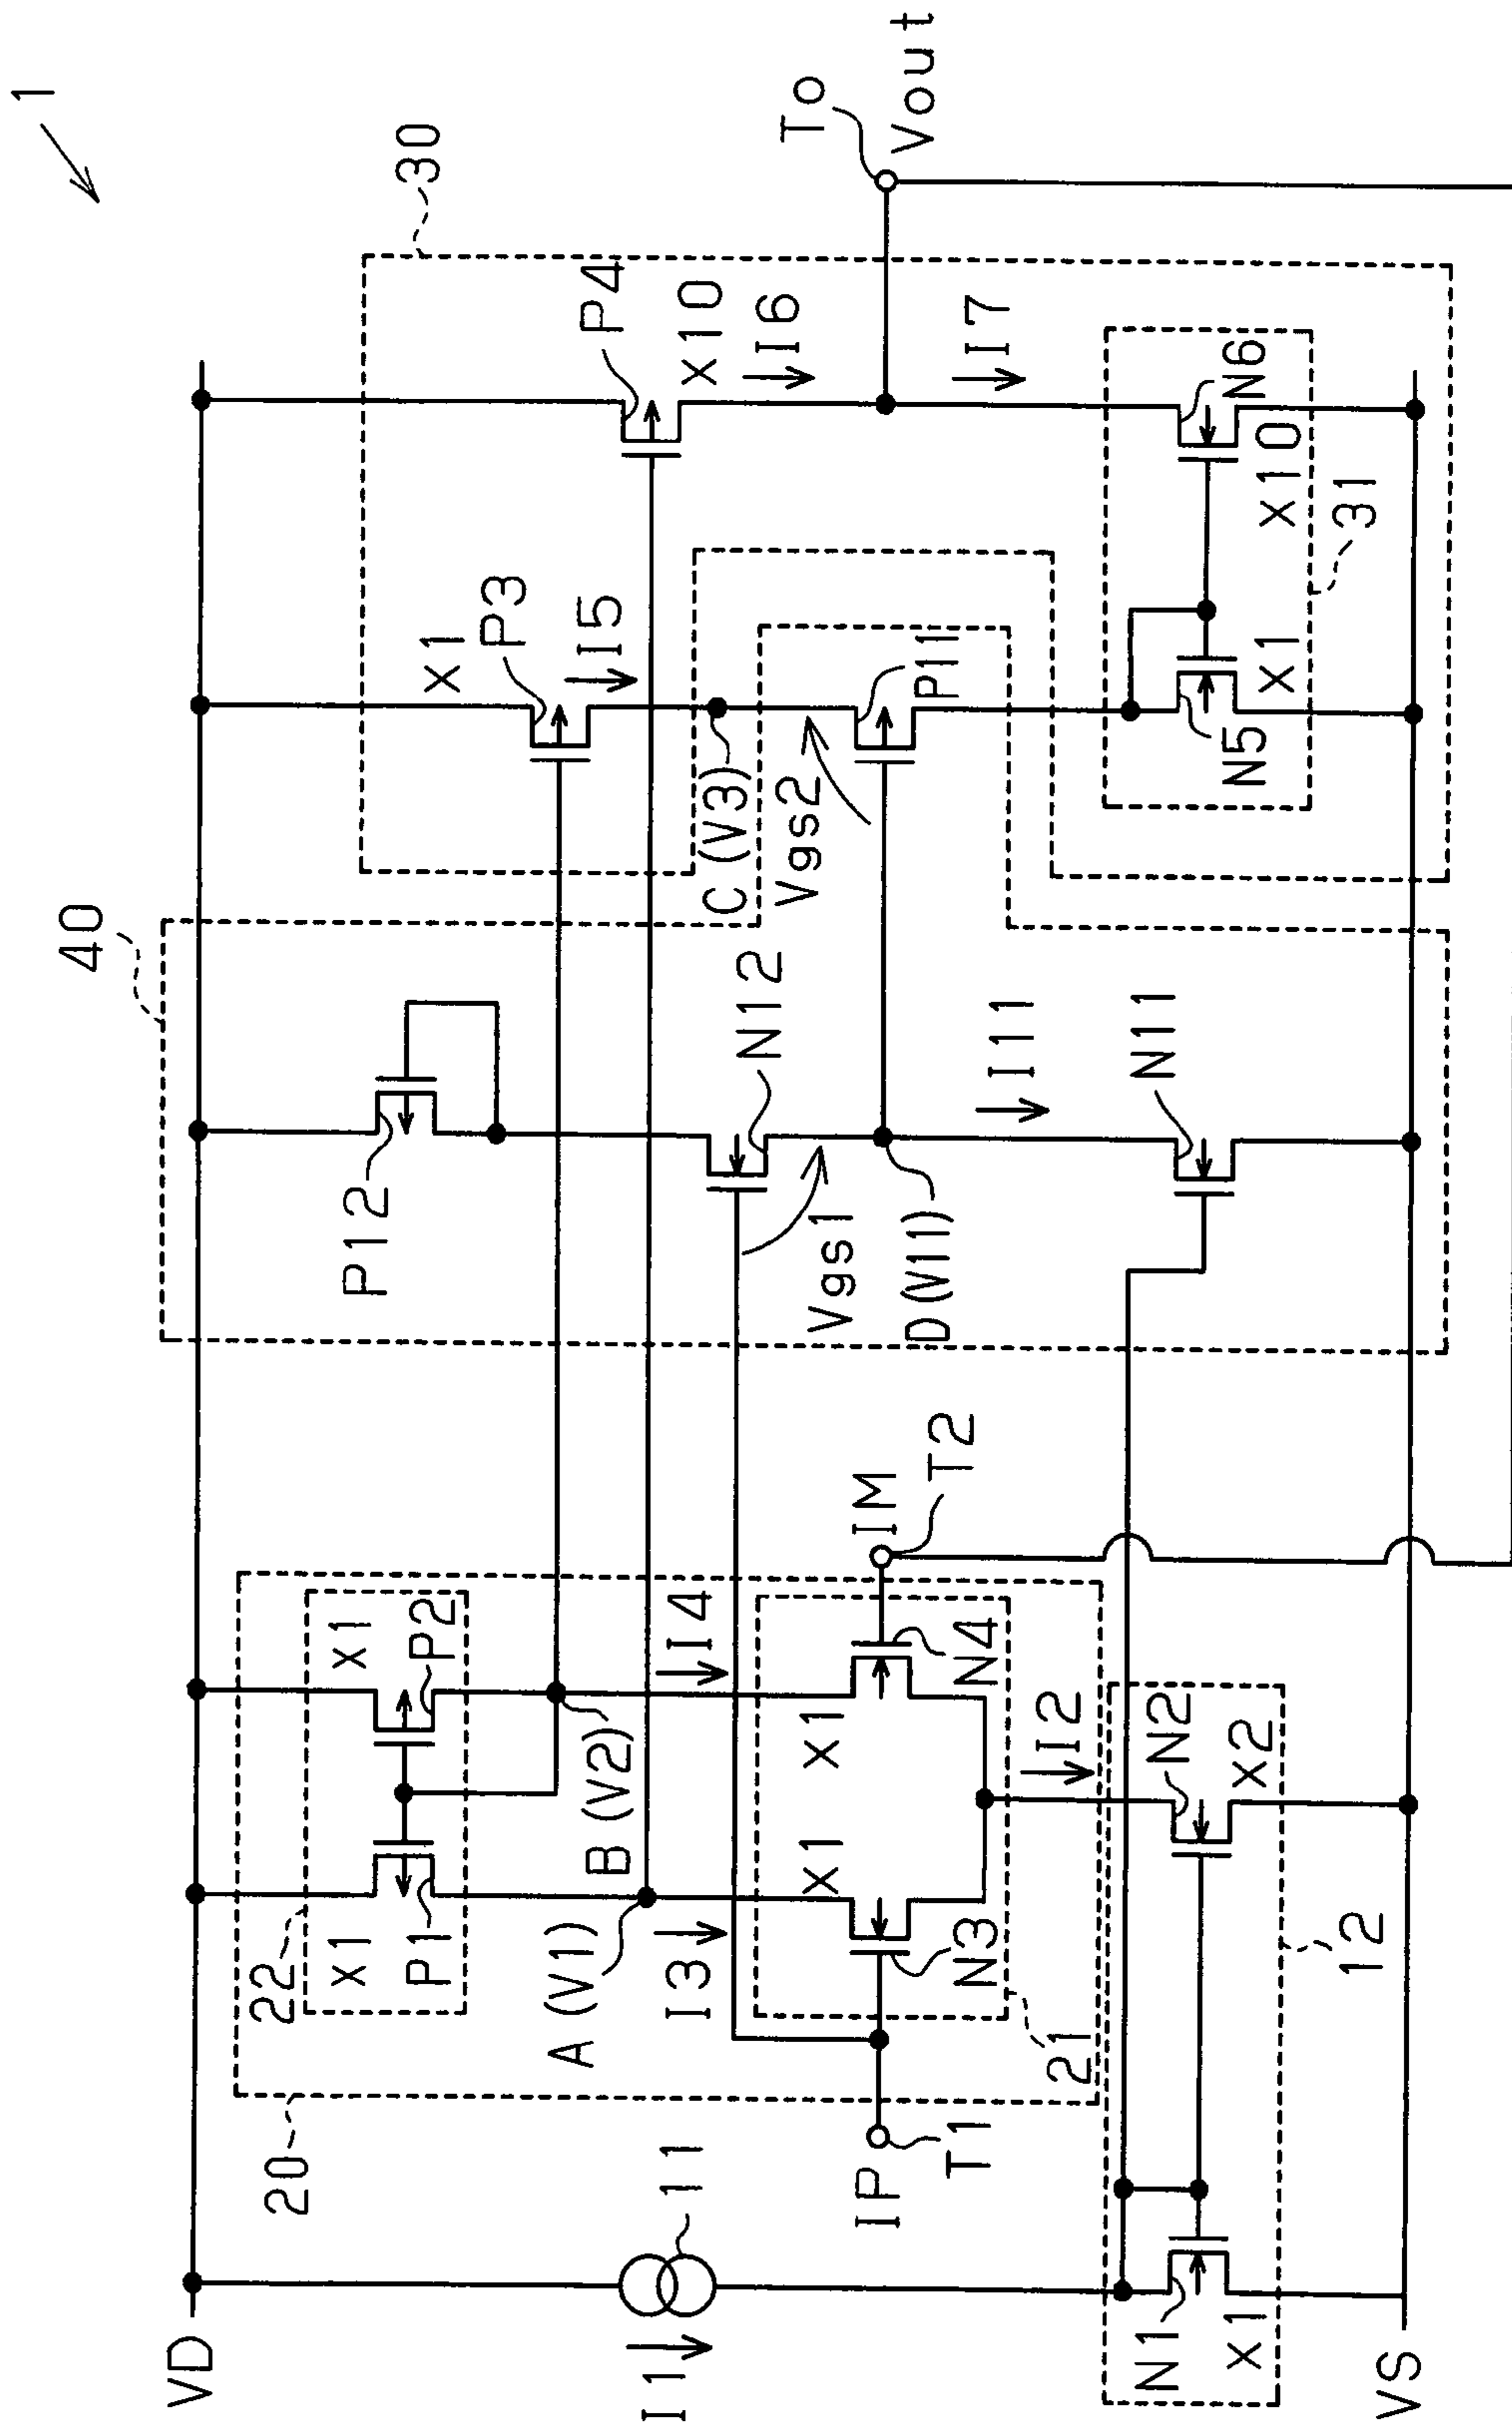 1
30
To
Vout
P4
X10
I6
I7
N6
X10
31
X1
P3
I5
C (V3)
Vgs2
P11
N5
X1
40
P12
N12
Vgs1
D(V11)
I11
N11
20
22
X1
P1
X1
P2
A (V1)
B (V2)
I3
I4
X1
N3
X1
N4
21
IM
T2
I2
N2
X2
12
IP
T1
VD
11
I1
N1
X1
VS